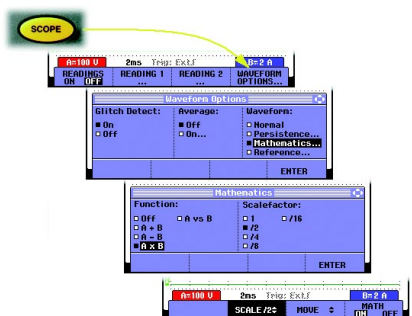 SCOPE
A=100 V 2ms Trig: Ext.f B=2 A
READINGS ON OFF READING 1 ... READING 2 ... WAVEFORM OPTIONS...
Waveform Options
Glitch Detect: Average: Waveform:
On Off Normal
Off On... Persistence...
Mathematics...
Reference...
ENTER
Mathematics
Function: Scalefactor:
Off A vs B 1 /16
A + B /2
A - B /4
A x B /8
ENTER
A=100 V 2ms Trig: Ext.f B=2 A
SCALE /2 MOVE MATH ON OFF